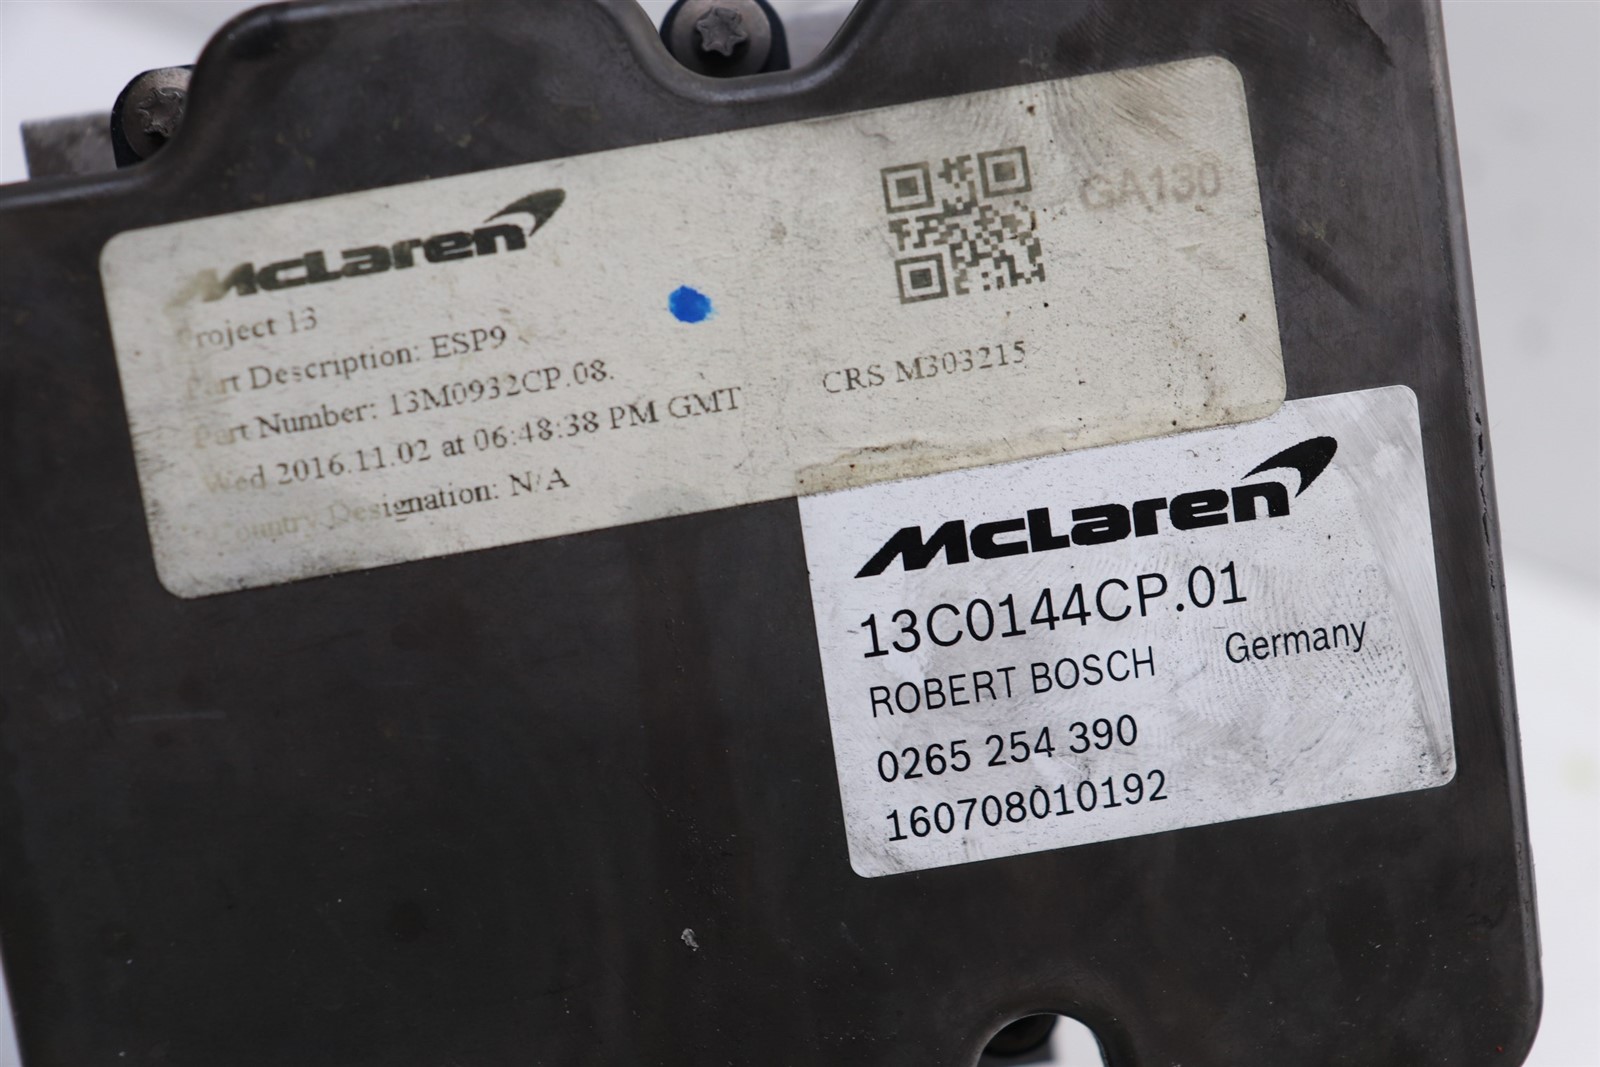 McLaren
GA130
Project 13
Part Description: ESP9
Part Number: 13M0932CP.08.
Wed 2016.11.02 at 06:48:38 PM GMT
CRS M303215
Country Designation: N/A
McLaren
13C0144CP.01
ROBERT BOSCH Germany
0265 254 390
160708010192